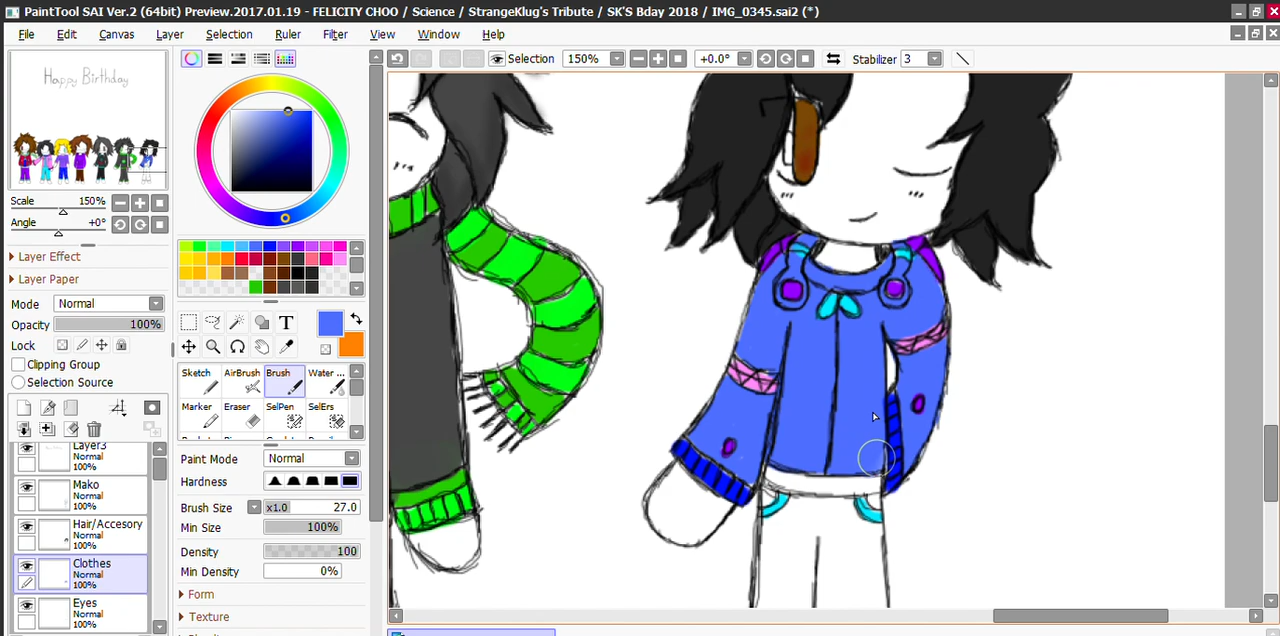 PaintTool SAI Ver.2 (64bit) Preview.2017.01.19 - FELICITY CHOO / Science / StrangeKlug's Tribute / SK'S Bday 2018 / IMG_0345.sai2 (*)
File Edit Canvas Layer Selection Ruler Filter View Window Help
Selection 150% +0.0° Stabilizer 3
Happy Birthday
Scale 150%
Angle +0°
Layer Effect
Layer Paper
Mode Normal
Opacity 100%
Lock
Clipping Group
Selection Source
Layer3
Normal
100%
Mako
Normal
100%
Hair/Accesory
Normal
100%
Clothes
Normal
100%
Eyes
Normal
100%
T
Sketch AirBrush Brush Water ...
Marker Eraser SelPen SelErs
Paint Mode Normal
Hardness
Brush Size x1.0 27.0
Min Size 100%
Density 100
Min Density 0%
Form
Texture